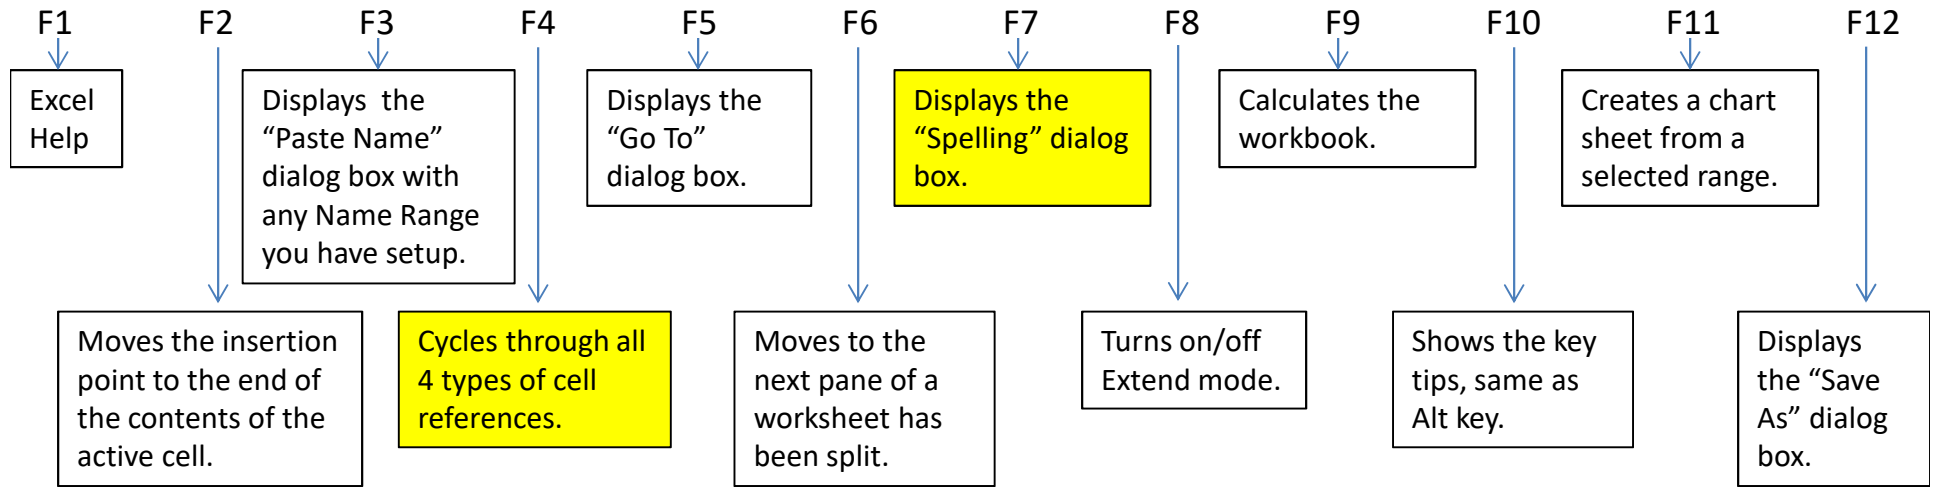 F1 F2 F3 F4 F5 F6 F7 F8 F9 F10 F11 F12
Excel
Help
Displays  the
“Paste Name”
dialog box with
any Name Range
you have setup.
Displays the
“Go To”
dialog box.
Displays the
“Spelling” dialog
box.
Calculates the
workbook.
Creates a chart
sheet from a
selected range.
Moves the insertion
point to the end of
the contents of the
active cell.
Cycles through all
4 types of cell
references.
Moves to the
next pane of a
worksheet has
been split.
Turns on/off
Extend mode.
Shows the key
tips, same as
Alt key.
Displays
the “Save
As” dialog
box.